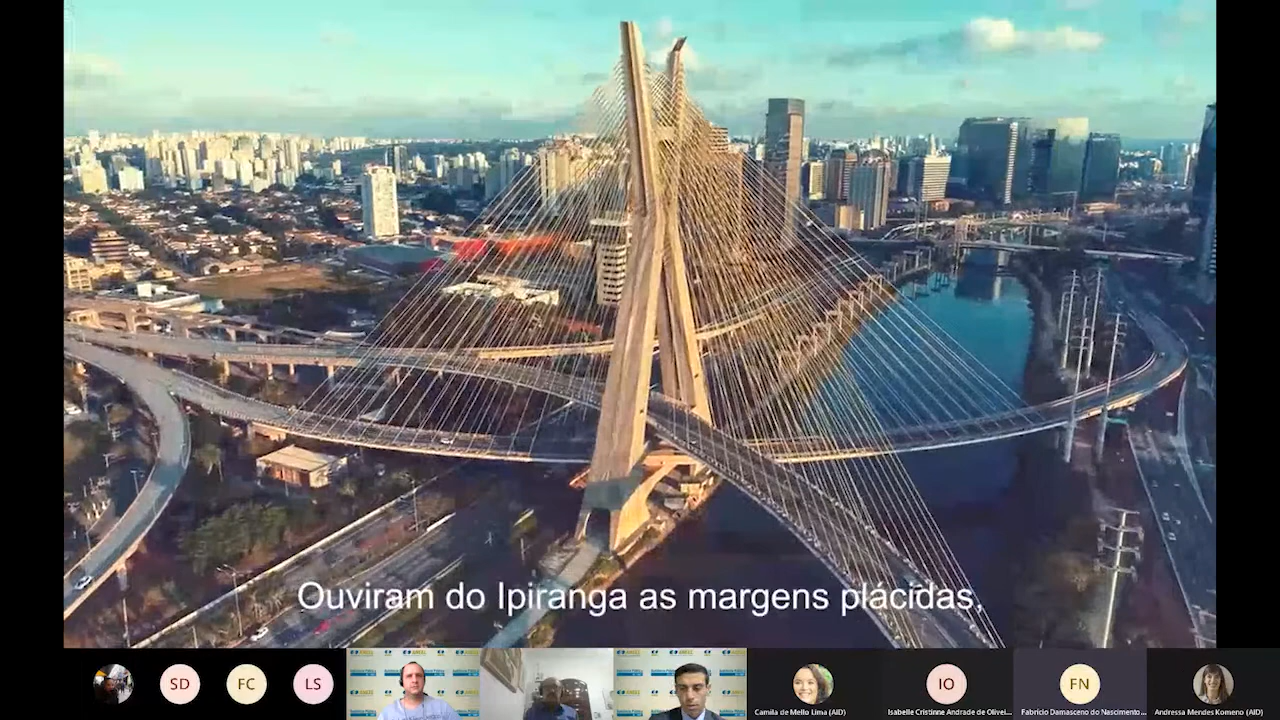 Ouviram do Ipiranga as margens plácidas,
SD
FC
LS
IO
FN
Camila de Mello Lima (AID)
Isabelle Cristinne Andrade de Olivei...
Fabrício Damasceno do Nascimento ...
Andressa Mendes Komeno (AID)